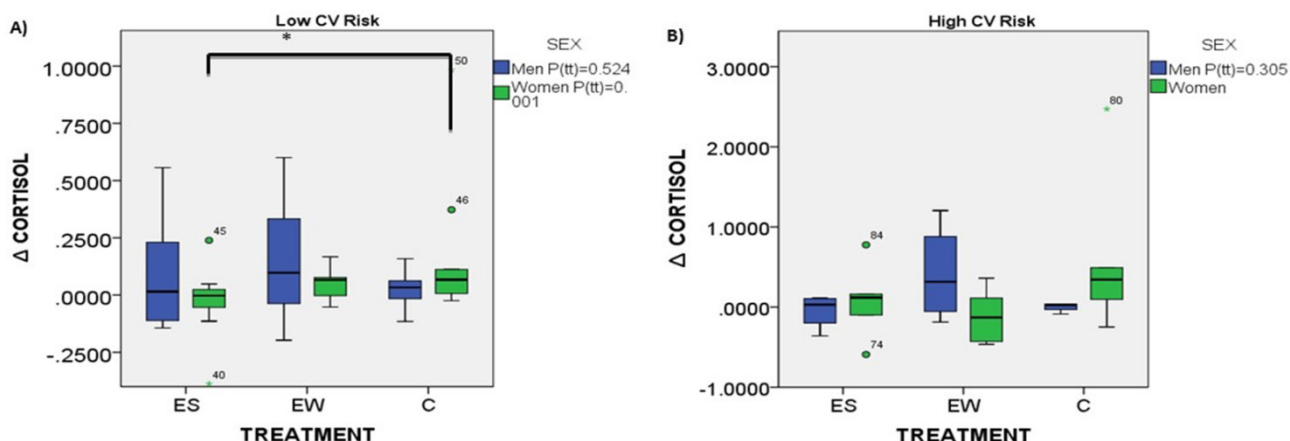 A)
Low CV Risk
*
50
SEX
Men P(tt)=0.524
Women P(tt)=0.
001
1.0000
.7500
.5000
.2500
.0000
-.2500
Δ CORTISOL
45
40
46
ES
EW
C
TREATMENT
B)
High CV Risk
SEX
Men P(tt)=0.305
Women
3.0000
2.0000
1.0000
.0000
-1.0000
Δ CORTISOL
84
74
80
ES
EW
C
TREATMENT